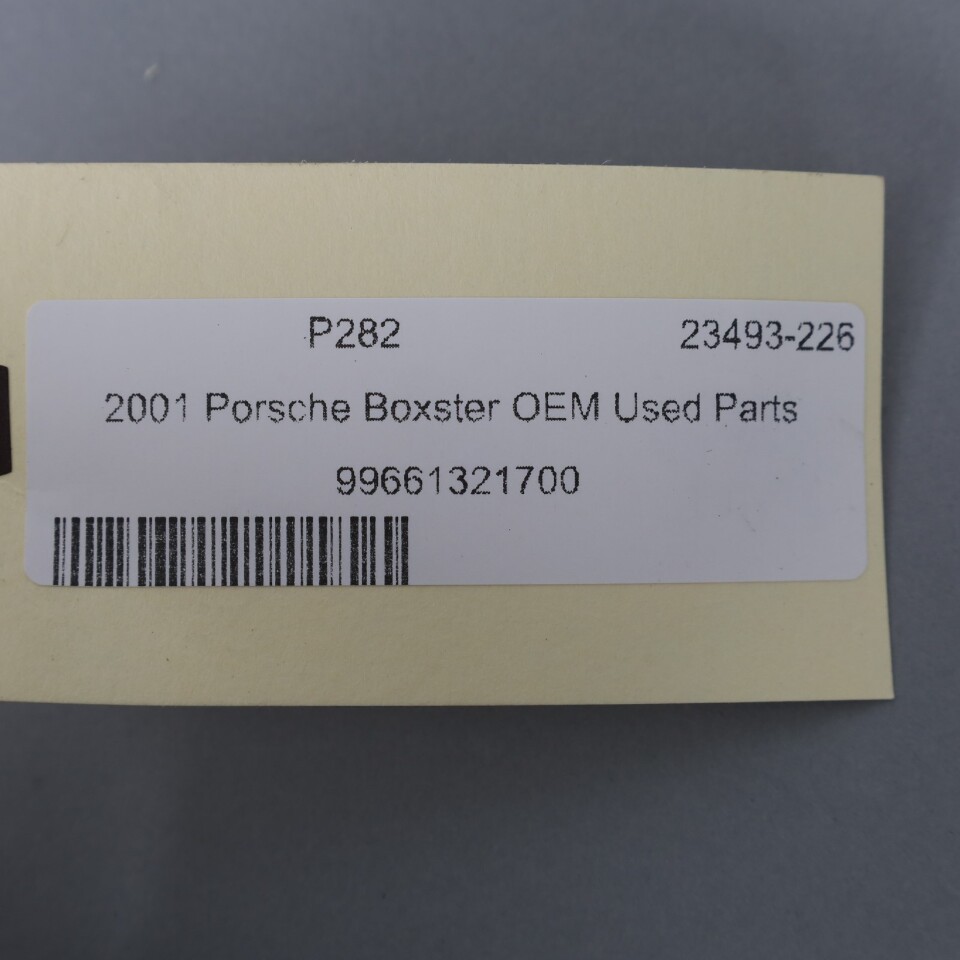 P282 23493-226
2001 Porsche Boxster OEM Used Parts
99661321700